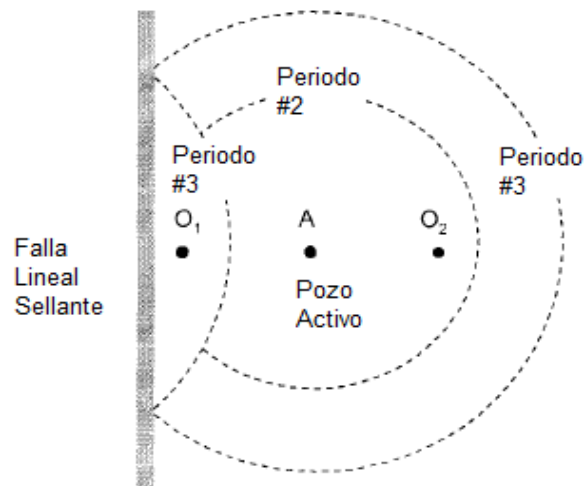 Periodo
#2
Periodo
#3
Periodo
#3
O₁
A
O₂
Falla
Lineal
Sellante
Pozo
Activo